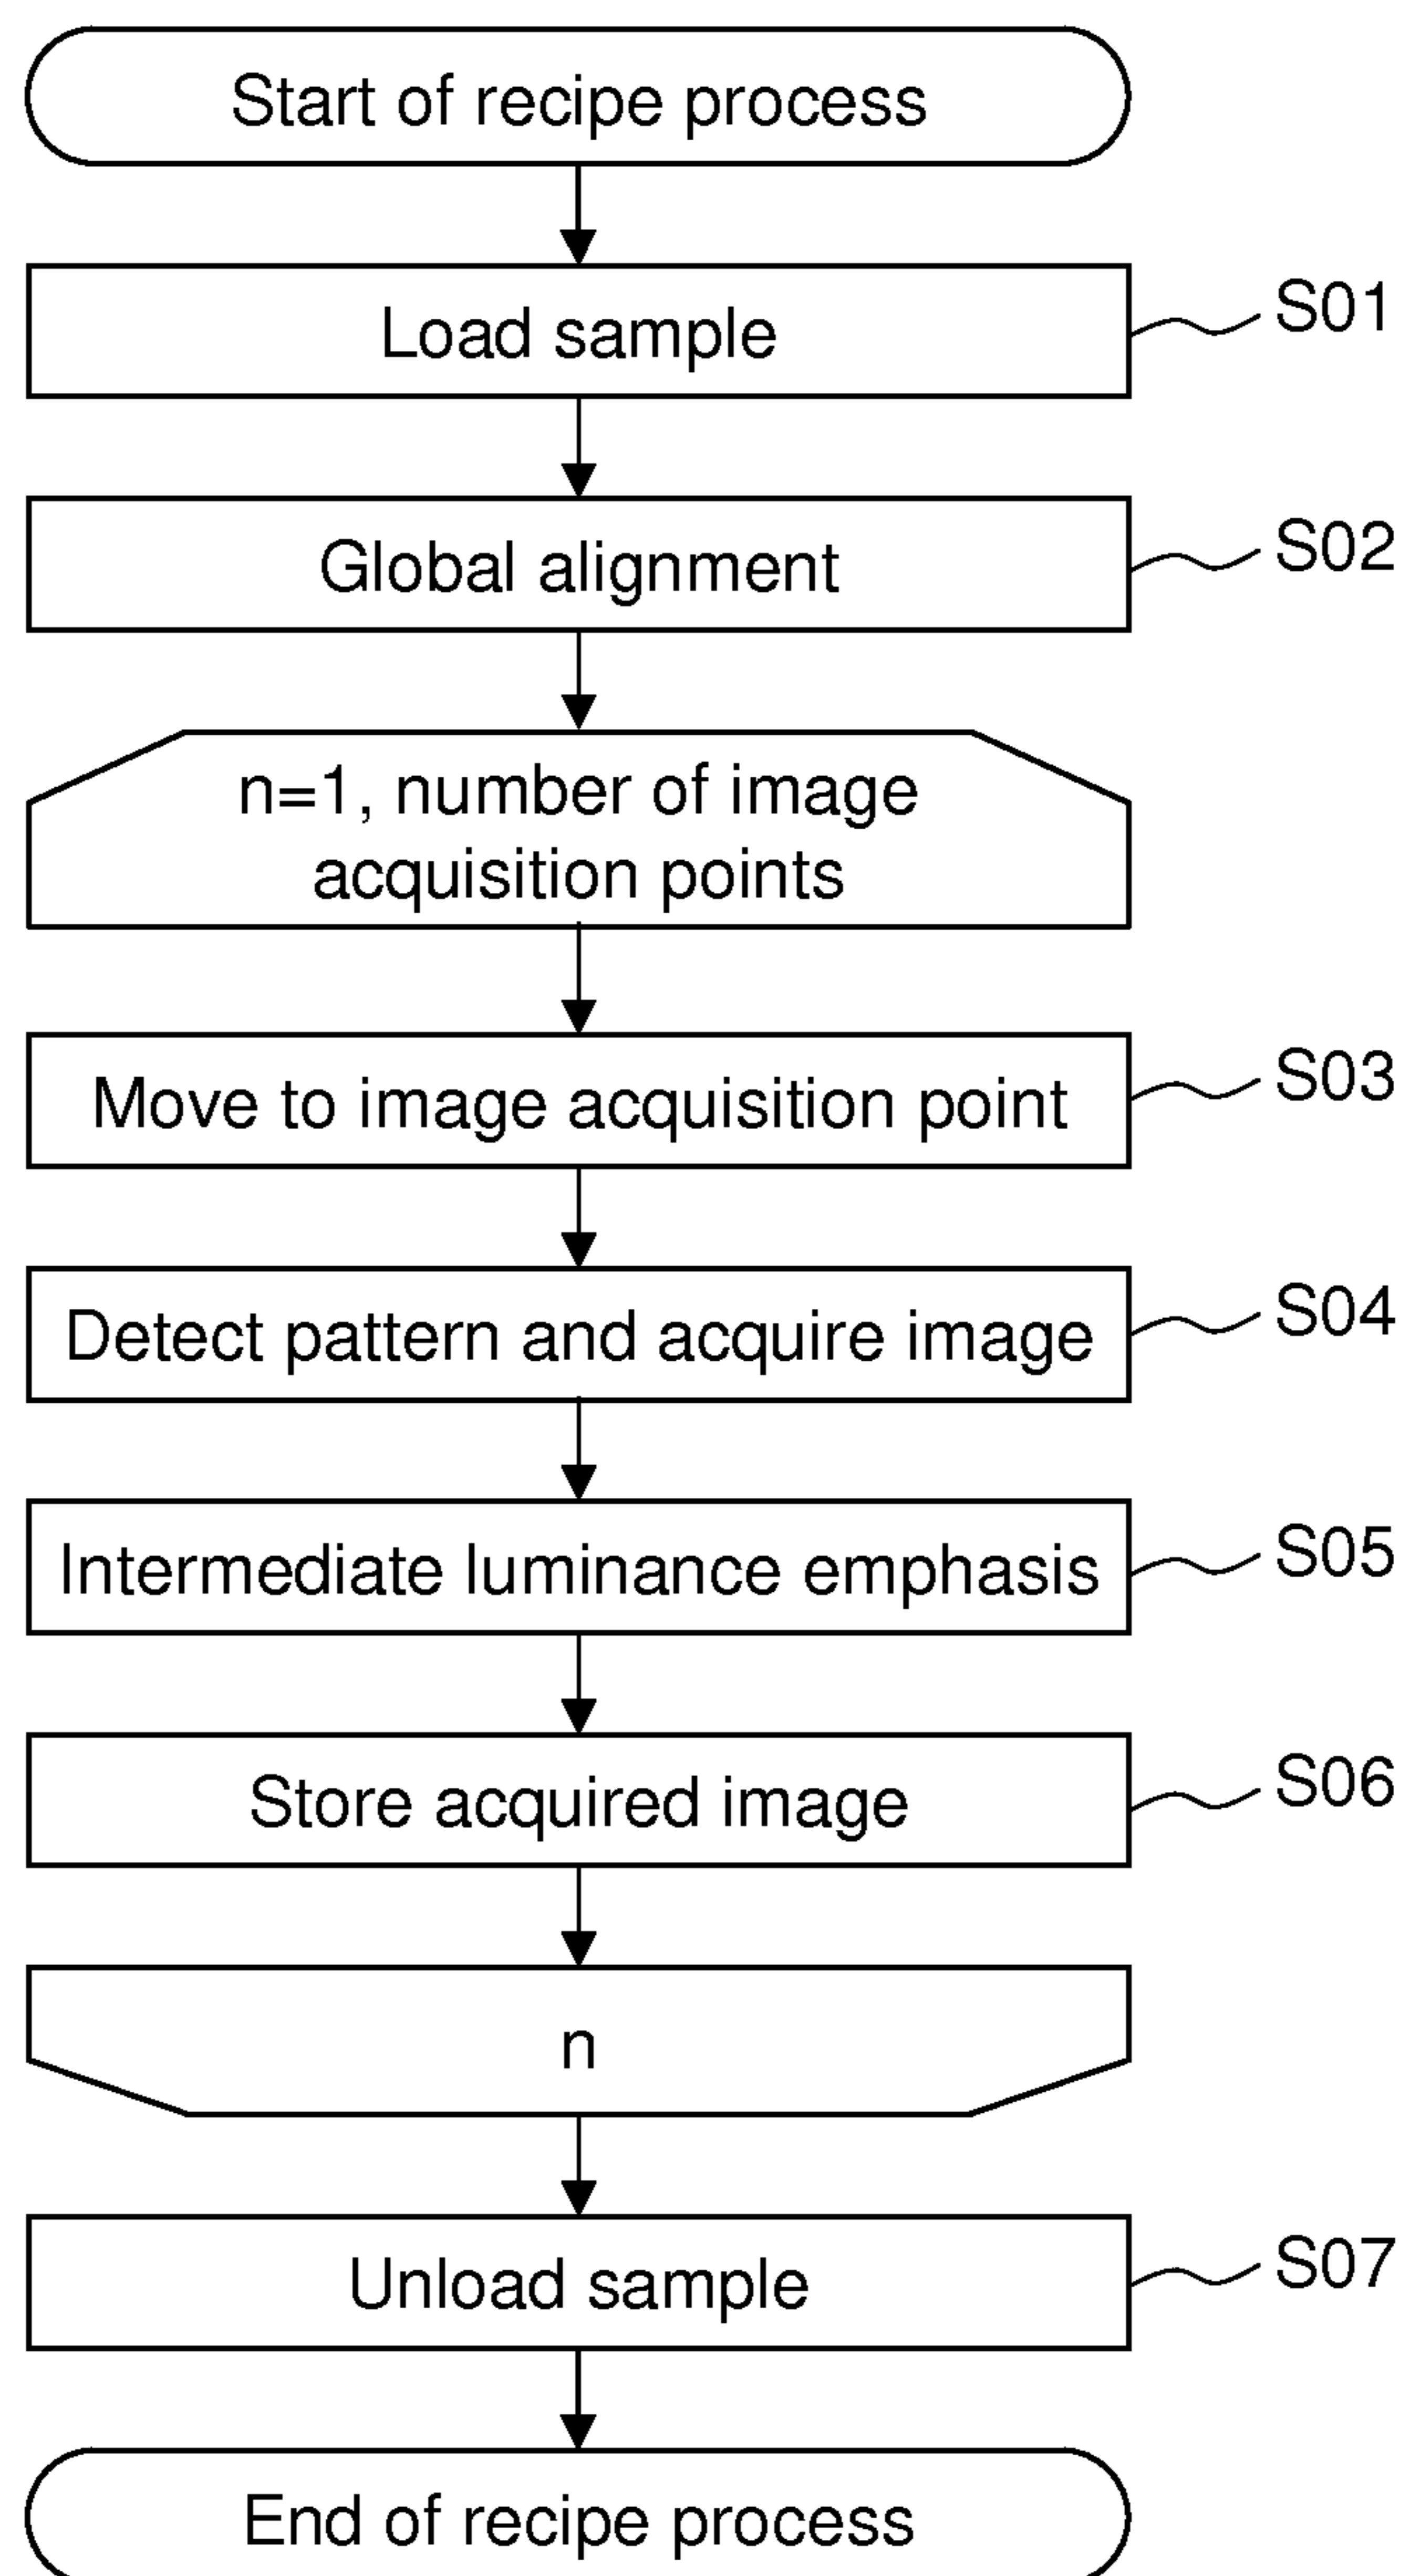 Start of recipe process
Load sample
S01
Global alignment
S02
n=1, number of image
acquisition points
Move to image acquisition point
S03
Detect pattern and acquire image
S04
Intermediate luminance emphasis
S05
Store acquired image
S06
n
Unload sample
S07
End of recipe process